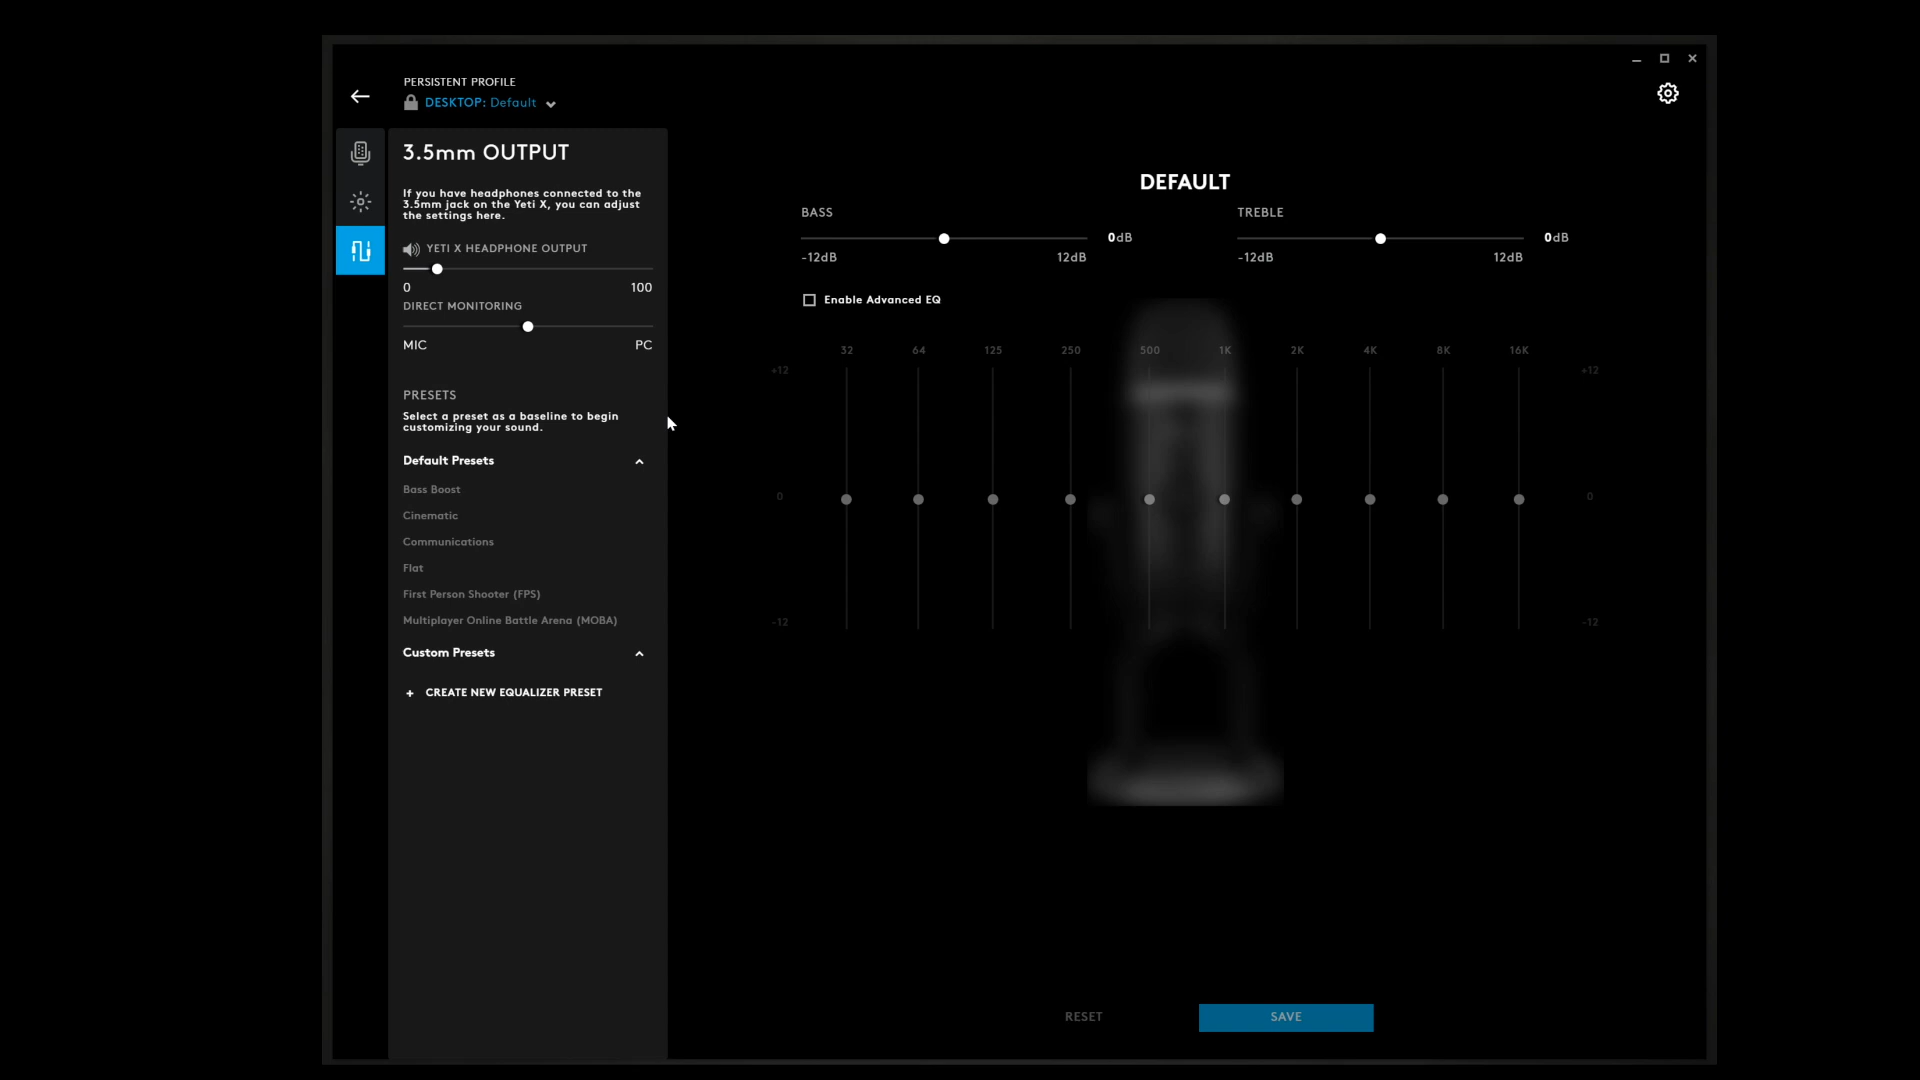 PERSISTENT PROFILE
DESKTOP: Default
3.5mm OUTPUT
If you have headphones connected to the
3.5mm jack on the Yeti X, you can adjust
the settings here.
YETI X HEADPHONE OUTPUT
0 100
DIRECT MONITORING
MIC PC
PRESETS
Select a preset as a baseline to begin
customizing your sound.
Default Presets
Bass Boost
Cinematic
Communications
Flat
First Person Shooter (FPS)
Multiplayer Online Battle Arena (MOBA)
Custom Presets
+ CREATE NEW EQUALIZER PRESET
DEFAULT
BASS
0dB
-12dB 12dB
TREBLE
0dB
-12dB 12dB
Enable Advanced EQ
32 64 125 250 500 1K 2K 4K 8K 16K
+12 +12
0 0
-12 -12
RESET SAVE